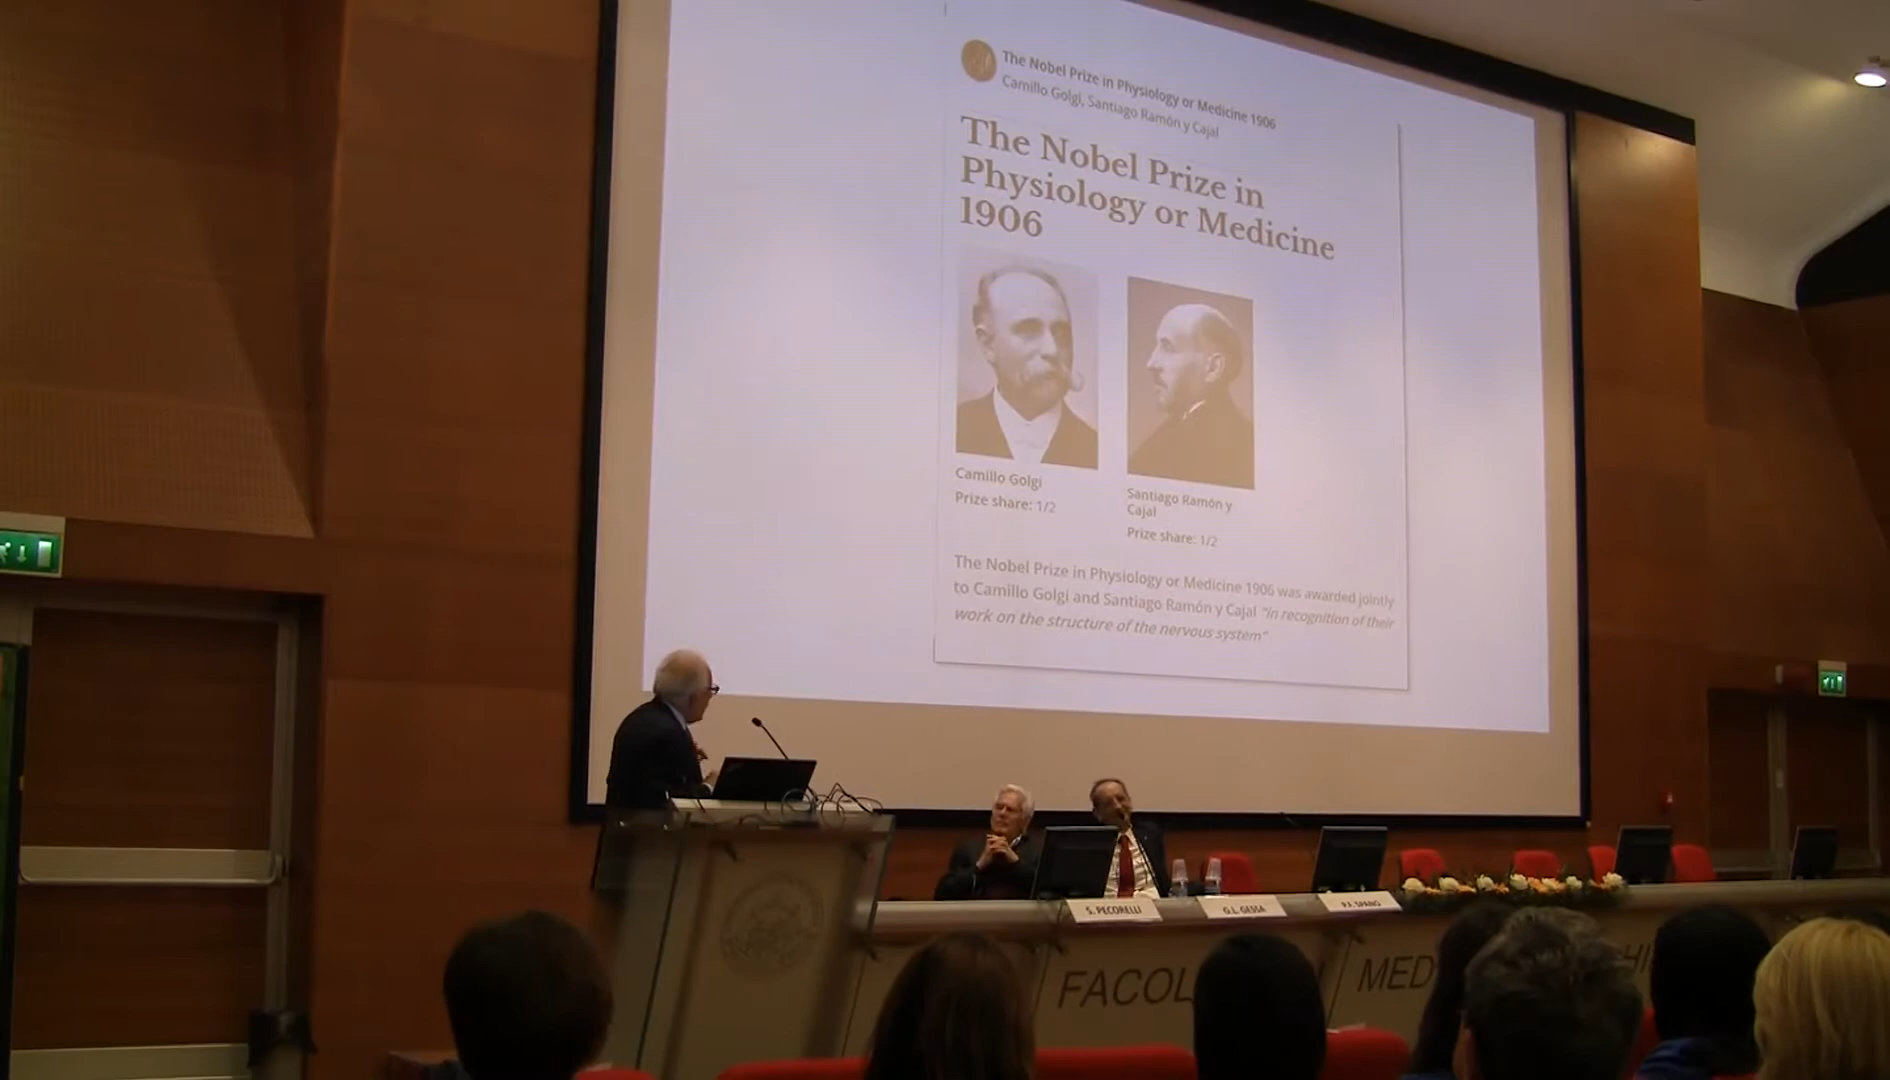 The Nobel Prize in Physiology or Medicine 1906
Camillo Golgi, Santiago Ramón y Cajal
The Nobel Prize in
Physiology or Medicine
1906
Camillo Golgi
Prize share: 1/2
Santiago Ramón y
Cajal
Prize share: 1/2
The Nobel Prize in Physiology or Medicine 1906 was awarded jointly
to Camillo Golgi and Santiago Ramón y Cajal "in recognition of their
work on the structure of the nervous system"
S. PECORELLI
G.L. GESSA
P.F. SPANO
FACOL
MED